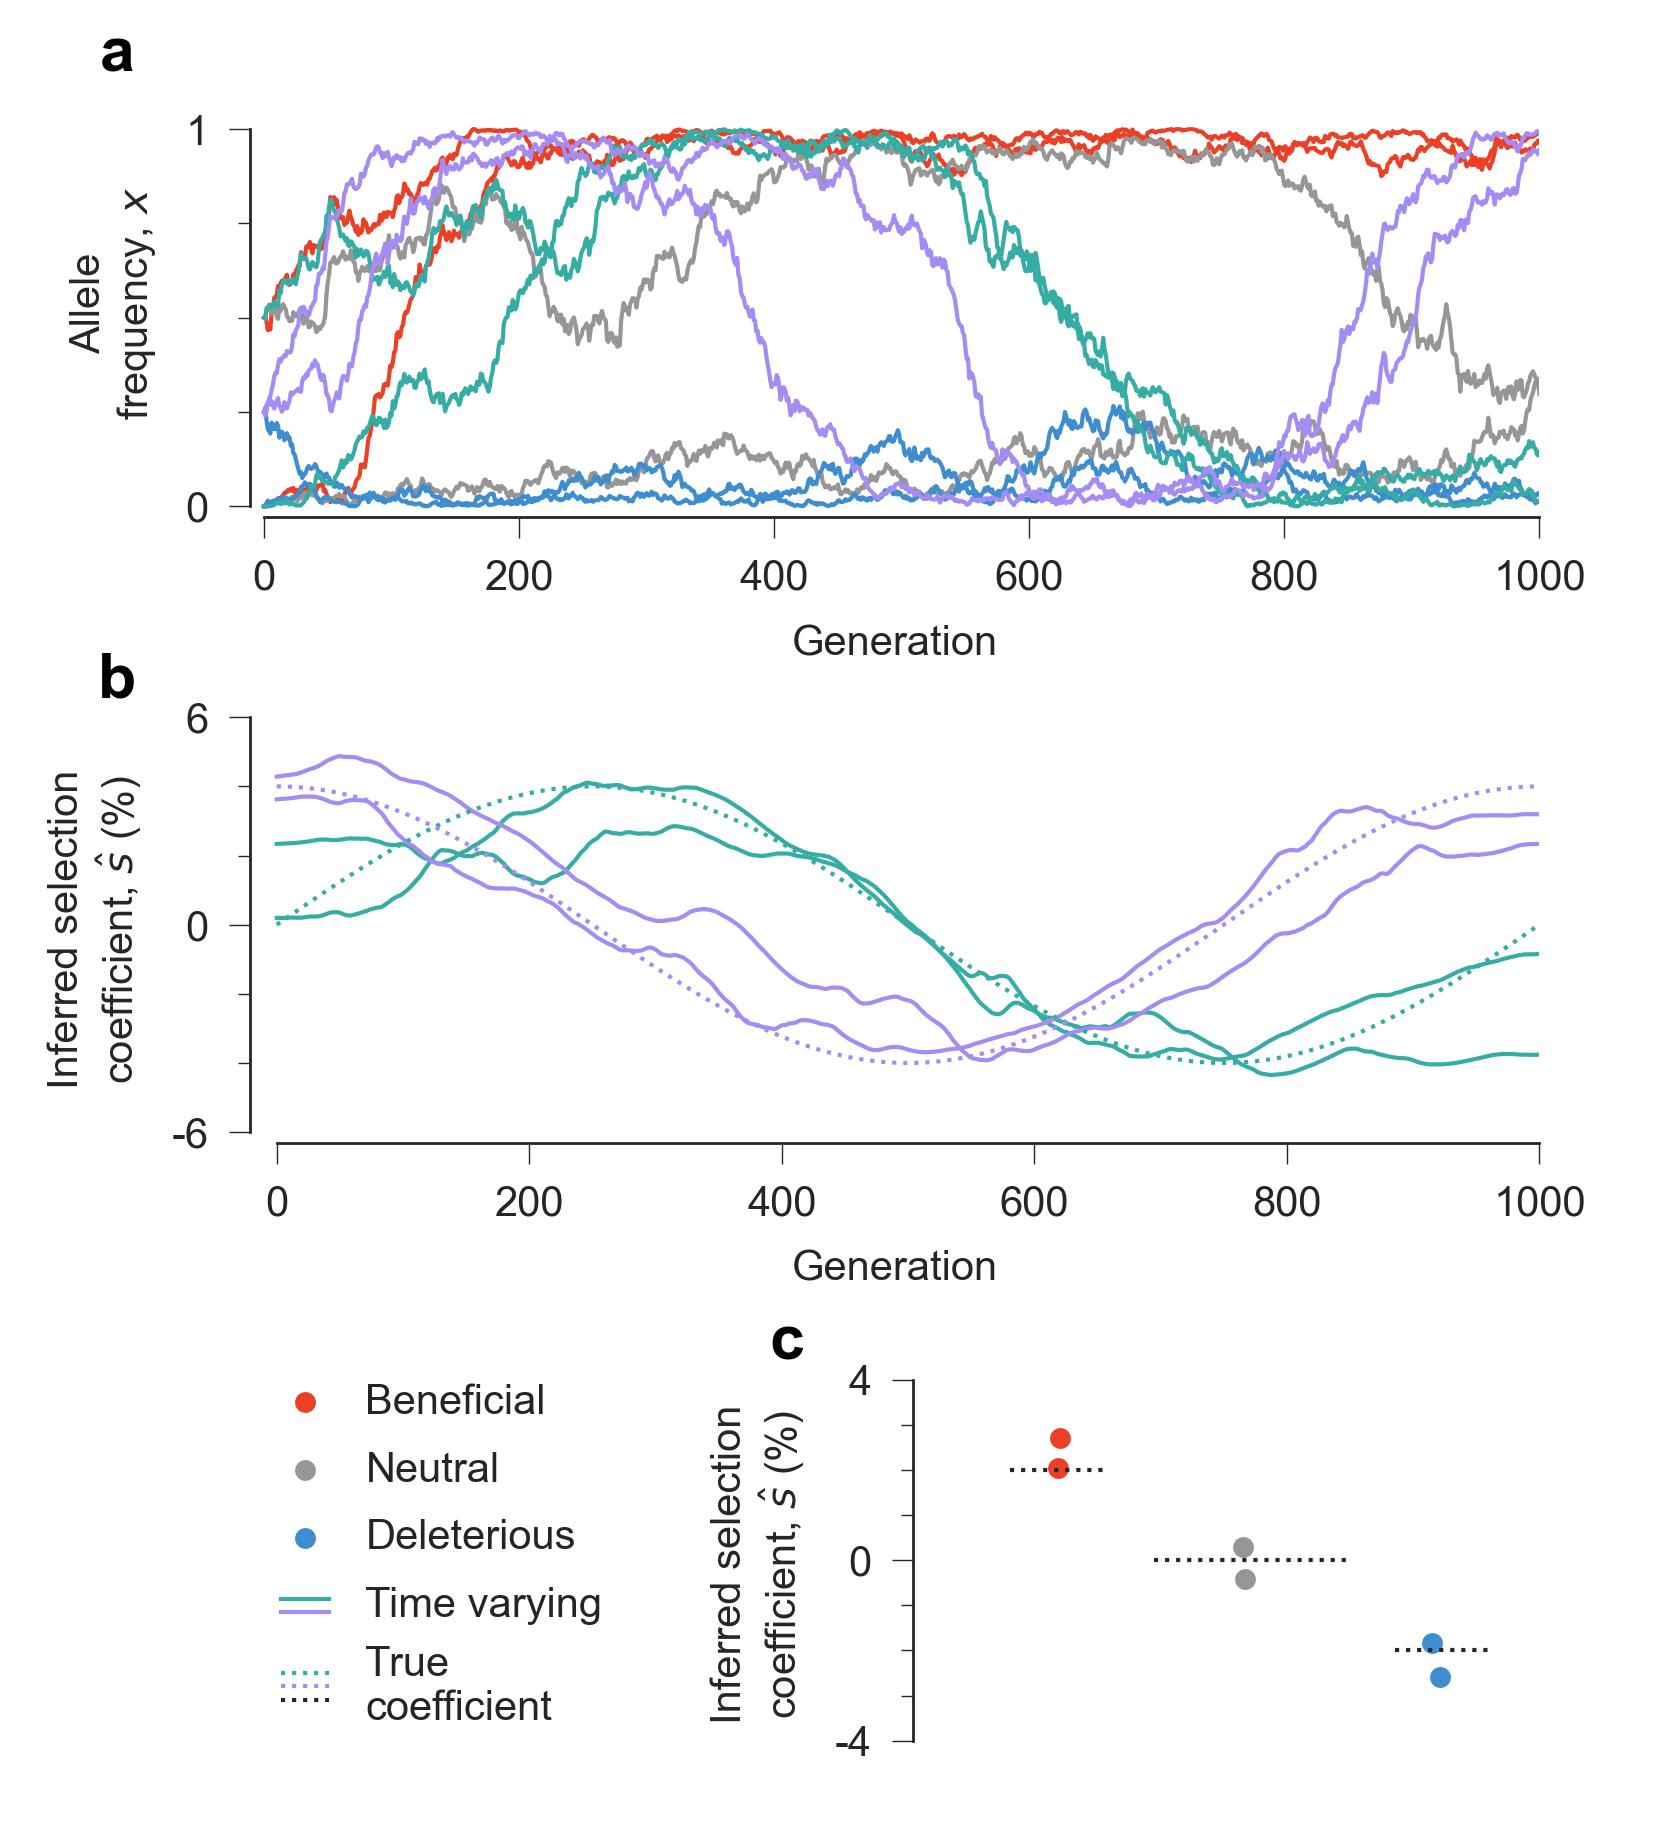 a
1
0
Allele
frequency, x
0 200 400 600 800 1000
Generation
b
6
0
-6
Inferred selection
coefficient, ŝ (%)
0 200 400 600 800 1000
Generation
c
4
0
-4
Inferred selection
coefficient, ŝ (%)
Beneficial
Neutral
Deleterious
Time varying
True
coefficient